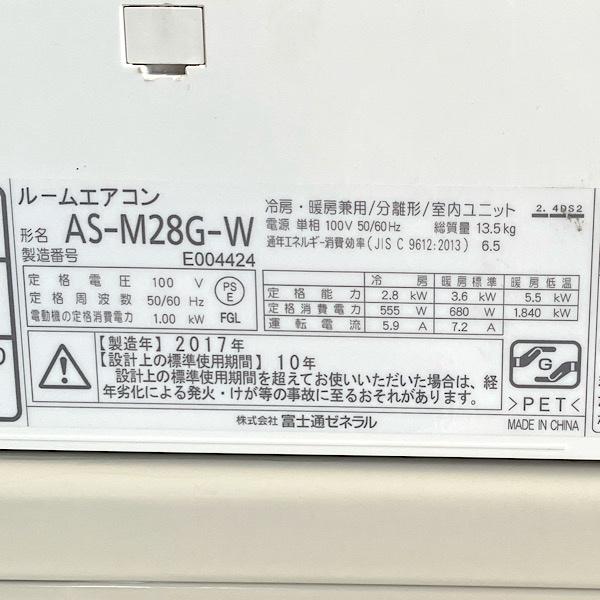 ルームエアコン
形名 AS-M28G-W
製造番号 E004424
冷房・暖房兼用/分離形/室内ユニット
電源 単相100V 50/60Hz 総質量 13.5kg
通年エネルギー消費効率(JIS C 9612:2013) 6.5
2.4DS2
定格電圧 100 V
定格周波数 50/60 Hz
電動機の定格消費電力 1.00 kW
PS
E
FGL
冷房 暖房標準 暖房低温
定格能力 2.8 kW 3.6 kW 5.5 kW
定格消費電力 555 W 680 W 1,840 kW
運転電流 5.9 A 7.2 A
【製造年】2017年
【設計上の標準使用期間】10年
設計上の標準使用期間を超えてお使いいただいた場合は、経
年劣化による発火・けが等の事故に至るおそれがあります。
G
>PET<
MADE IN CHINA
株式会社 富士通ゼネラル